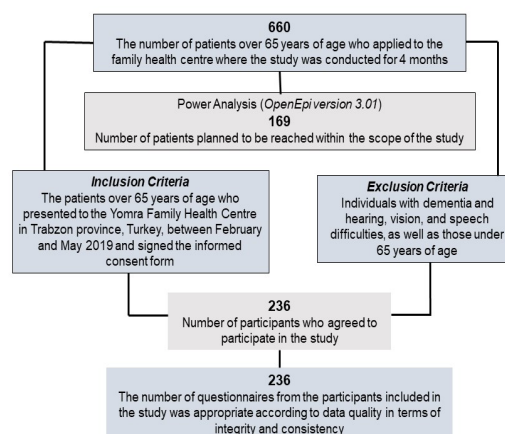 660
The number of patients over 65 years of age who applied to the
family health centre where the study was conducted for 4 months
Power Analysis (OpenEpi version 3.01)
169
Number of patients planned to be reached within the scope of the study
Inclusion Criteria
The patients over 65 years of age who
presented to the Yomra Family Health Centre
in Trabzon province, Turkey, between February
and May 2019 and signed the informed
consent form
Exclusion Criteria
Individuals with dementia and
hearing, vision, and speech
difficulties, as well as those under
65 years of age
236
Number of participants who agreed to
participate in the study
236
The number of questionnaires from the participants included in
the study was appropriate according to data quality in terms of
integrity and consistency